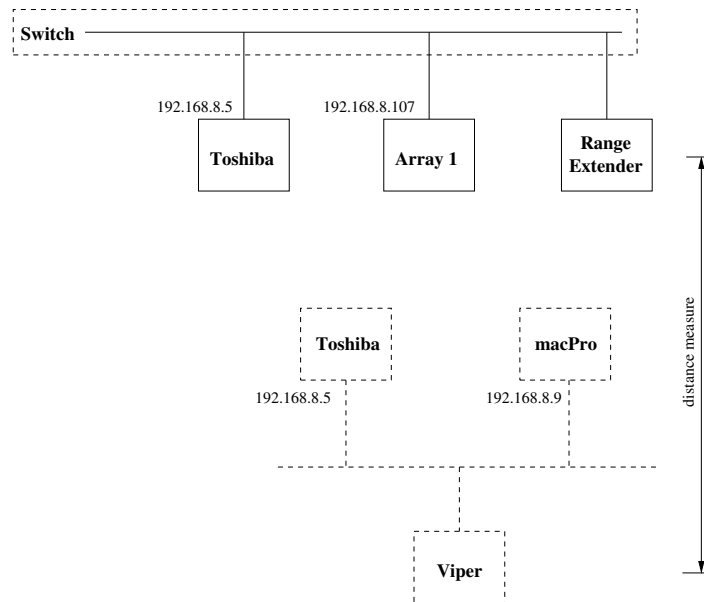 Switch
192.168.8.5
192.168.8.107
Toshiba
Array 1
Range
Extender
distance measure
Toshiba
macPro
192.168.8.5
192.168.8.9
Viper